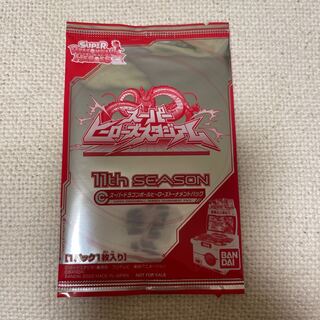 SUPER
スーパー
ヒーローズスタジアム
11th SEASON
スーパードラゴンボールヒーローズトーナメントパック
【1パック1枚入り】
BAN
DAI
NOT FOR SALE